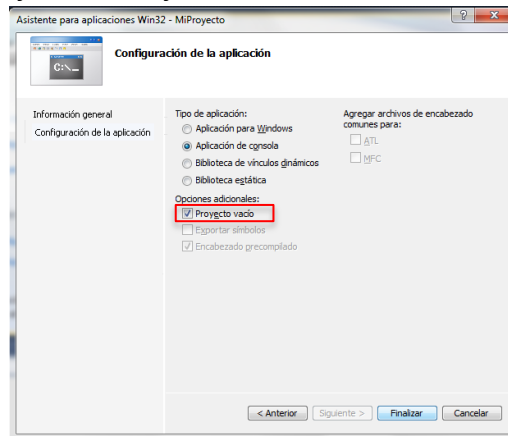 Asistente para aplicaciones Win32 - MiProyecto
Configuración de la aplicación
C:\_
Información general
Configuración de la aplicación
Tipo de aplicación:
Aplicación para Windows
Aplicación de consola
Biblioteca de vínculos dinámicos
Biblioteca estática
Opciones adicionales:
Proyecto vacío
Exportar símbolos
Encabezado precompilado
Agregar archivos de encabezado
comunes para:
ATL
MFC
< Anterior
Siguiente >
Finalizar
Cancelar